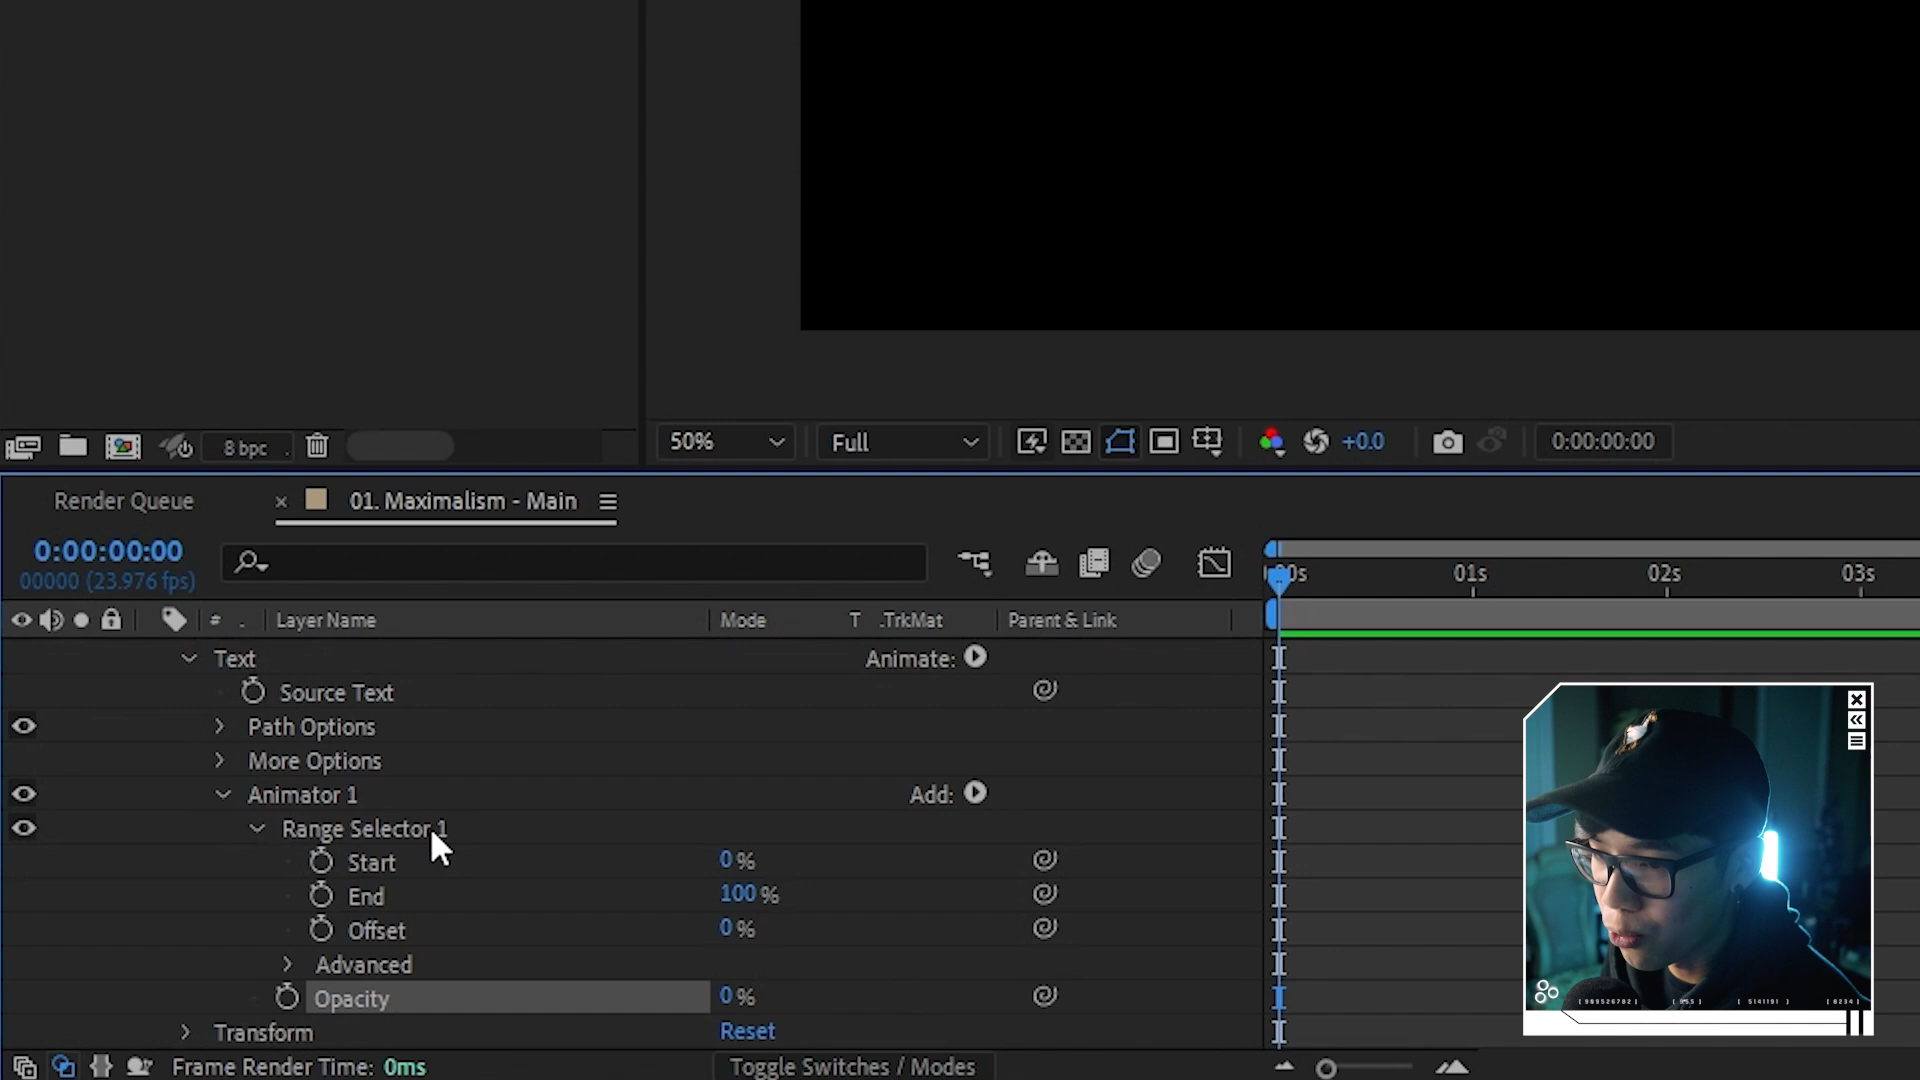 8 bpc
50%
Full
+0.0
0:00:00:00
Render Queue
× 01. Maximalism - Main
0:00:00:00
00000 (23.976 fps)
00s
01s
02s
03s
# . Layer Name
Mode
T .TrkMat
Parent & Link
Text
Animate:
Source Text
Path Options
More Options
Animator 1
Add:
Range Selector 1
Start
0 %
End
100 %
Offset
0 %
Advanced
Opacity
0 %
Transform
Reset
Frame Render Time: 0ms
Toggle Switches / Modes